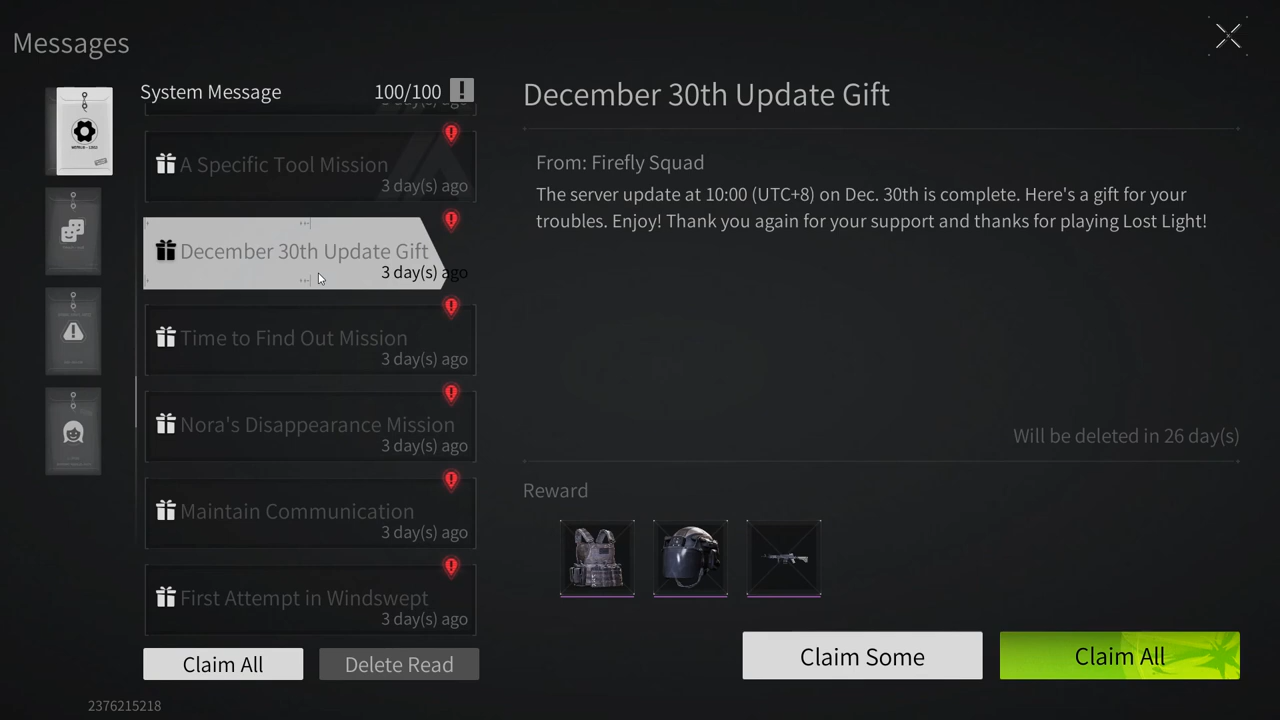 Messages
System Message
100/100
3 day(s) ago
A Specific Tool Mission
3 day(s) ago
December 30th Update Gift
3 day(s) ago
Time to Find Out Mission
3 day(s) ago
Nora's Disappearance Mission
3 day(s) ago
Maintain Communication
3 day(s) ago
First Attempt in Windswept
3 day(s) ago
Claim All
Delete Read
2376215218
December 30th Update Gift
From: Firefly Squad
The server update at 10:00 (UTC+8) on Dec. 30th is complete. Here's a gift for your
troubles. Enjoy! Thank you again for your support and thanks for playing Lost Light!
Will be deleted in 26 day(s)
Reward
Claim Some
Claim All